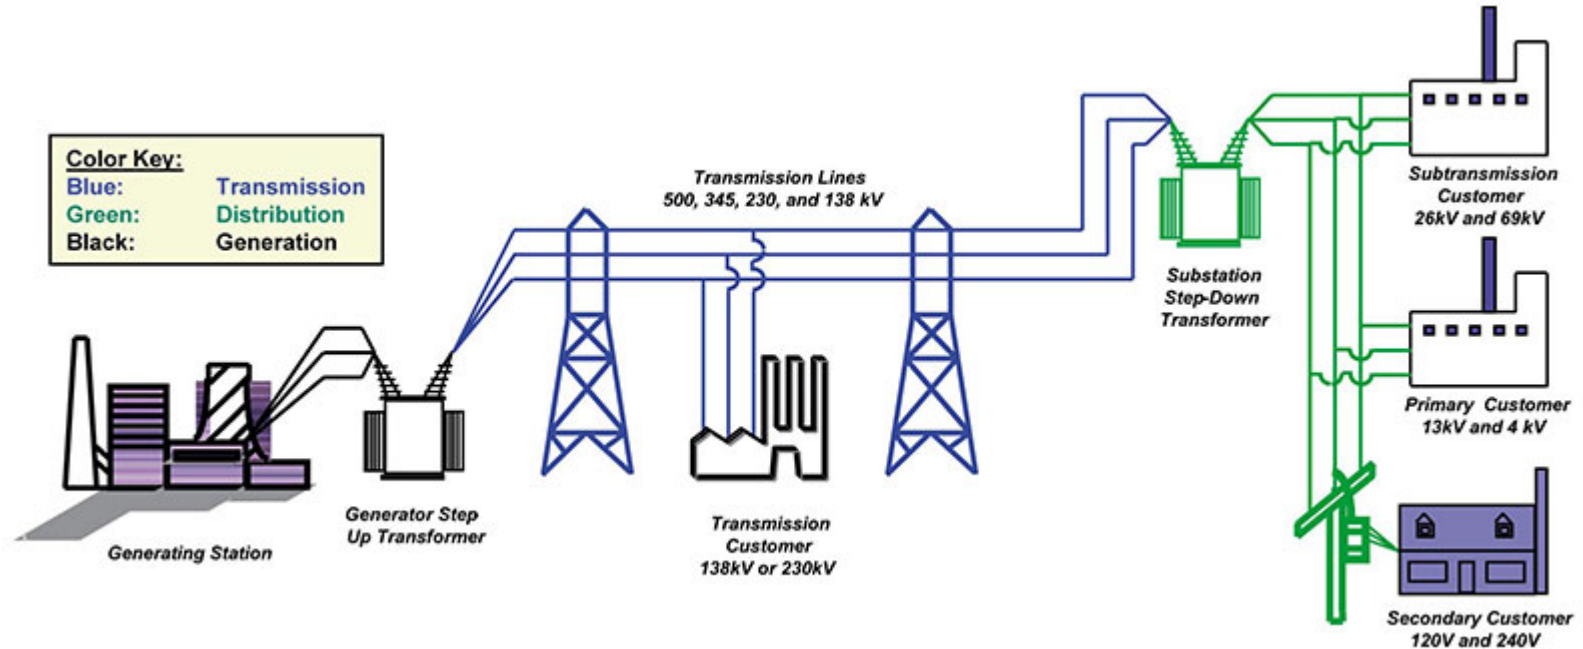 Color Key:
Blue: Transmission
Green: Distribution
Black: Generation
Transmission Lines
500, 345, 230, and 138 kV
Generating Station
Generator Step
Up Transformer
Transmission
Customer
138kV or 230kV
Substation
Step-Down
Transformer
Subtransmission
Customer
26kV and 69kV
Primary Customer
13kV and 4 kV
Secondary Customer
120V and 240V